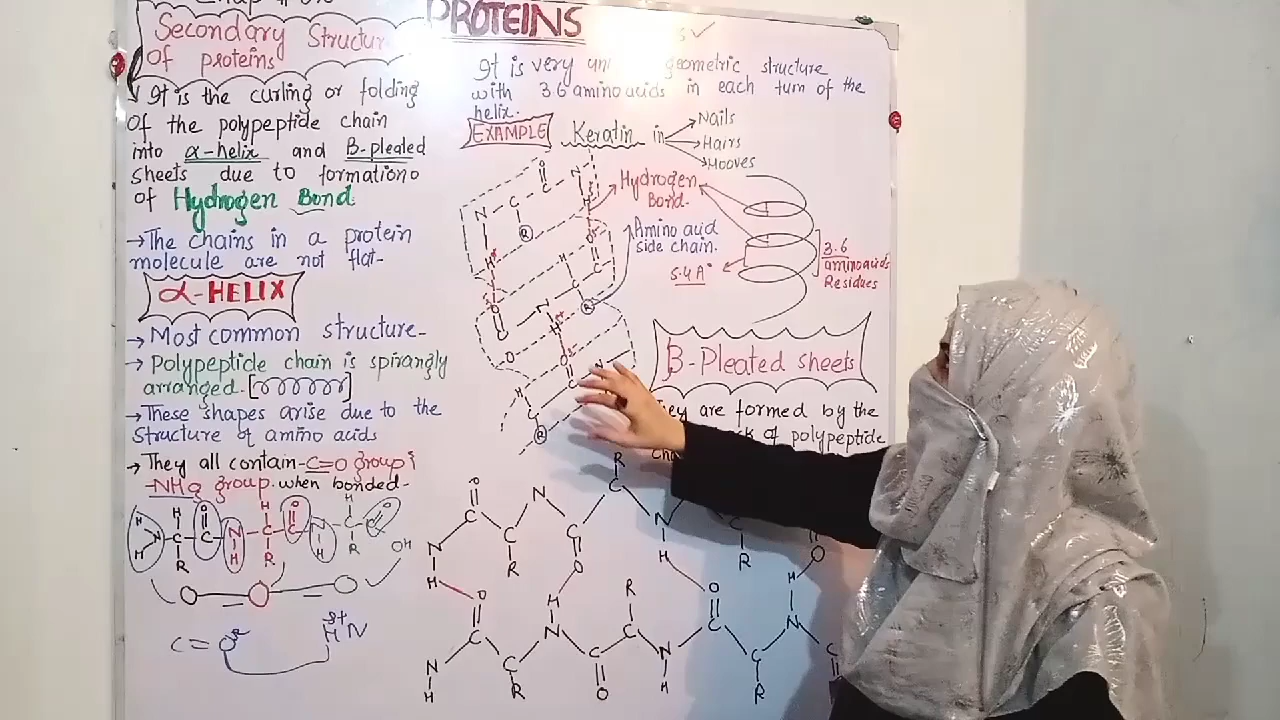 PROTEINS
Secondary Structure
Of proteins
It is the curling or folding
Of the polypeptide chain
into α-helix and B-pleated
sheets due to formationo
of Hydrogen Bond.
→The chains in a protein
molecule are not flat-
α-HELIX
→ Most common structure-
→ Polypeptide chain is spirangly
arranged.
→These shapes arise due to the
Structure of amino acids
→ They all contain-C=O group &
-NH2 group. when bonded-
H
H
N
H
C
R
O
C
N
H
H
C
R
O
C
N
H
H
C
R
O
C
OH
C=O
H N
It is very geometric structure
with 3.6 amino acids in each turn of the
helix.
EXAMPLE Keratin in
→Nails
→Hairs
→Hooves
Hydrogen
Bond-
Amino acid
side chain.
5.4A°
3.6
aminoacids
Residues
N - C - C - N
O
H
R
O
C
H
N
C
R
H
O
C
N
H
C
R
B-Pleated sheets
They are formed by the
of polypeptide
O
C
N
H
C
R
N
C
O
R
C
N
H
C
R
O
H
O
C
N
H
C
R
H
N
C
O
R
C
N
H
O
C
C
R
H
N
C